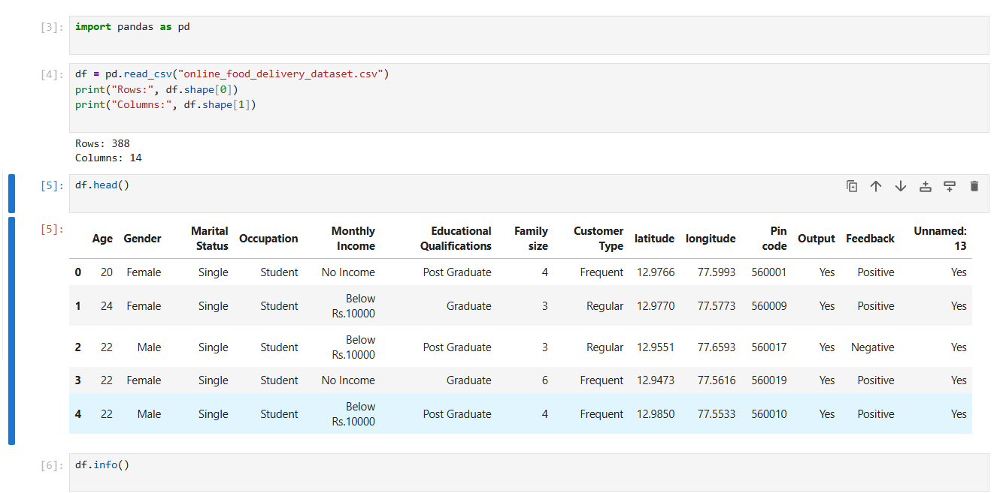 [3]: import pandas as pd
[4]: df = pd.read_csv("online_food_delivery_dataset.csv")
print("Rows:", df.shape[0])
print("Columns:", df.shape[1])
Rows: 388
Columns: 14
[5]: df.head()
[5]: Age Gender Marital Status Occupation Monthly Income Educational Qualifications Family size Customer Type latitude longitude Pin code Output Feedback Unnamed: 13
0 20 Female Single Student No Income Post Graduate 4 Frequent 12.9766 77.5993 560001 Yes Positive Yes
1 24 Female Single Student Below Rs.10000 Graduate 3 Regular 12.9770 77.5773 560009 Yes Positive Yes
2 22 Male Single Student Below Rs.10000 Post Graduate 3 Regular 12.9551 77.6593 560017 Yes Negative Yes
3 22 Female Single Student No Income Graduate 6 Frequent 12.9473 77.5616 560019 Yes Positive Yes
4 22 Male Single Student Below Rs.10000 Post Graduate 4 Frequent 12.9850 77.5533 560010 Yes Positive Yes
[6]: df.info()